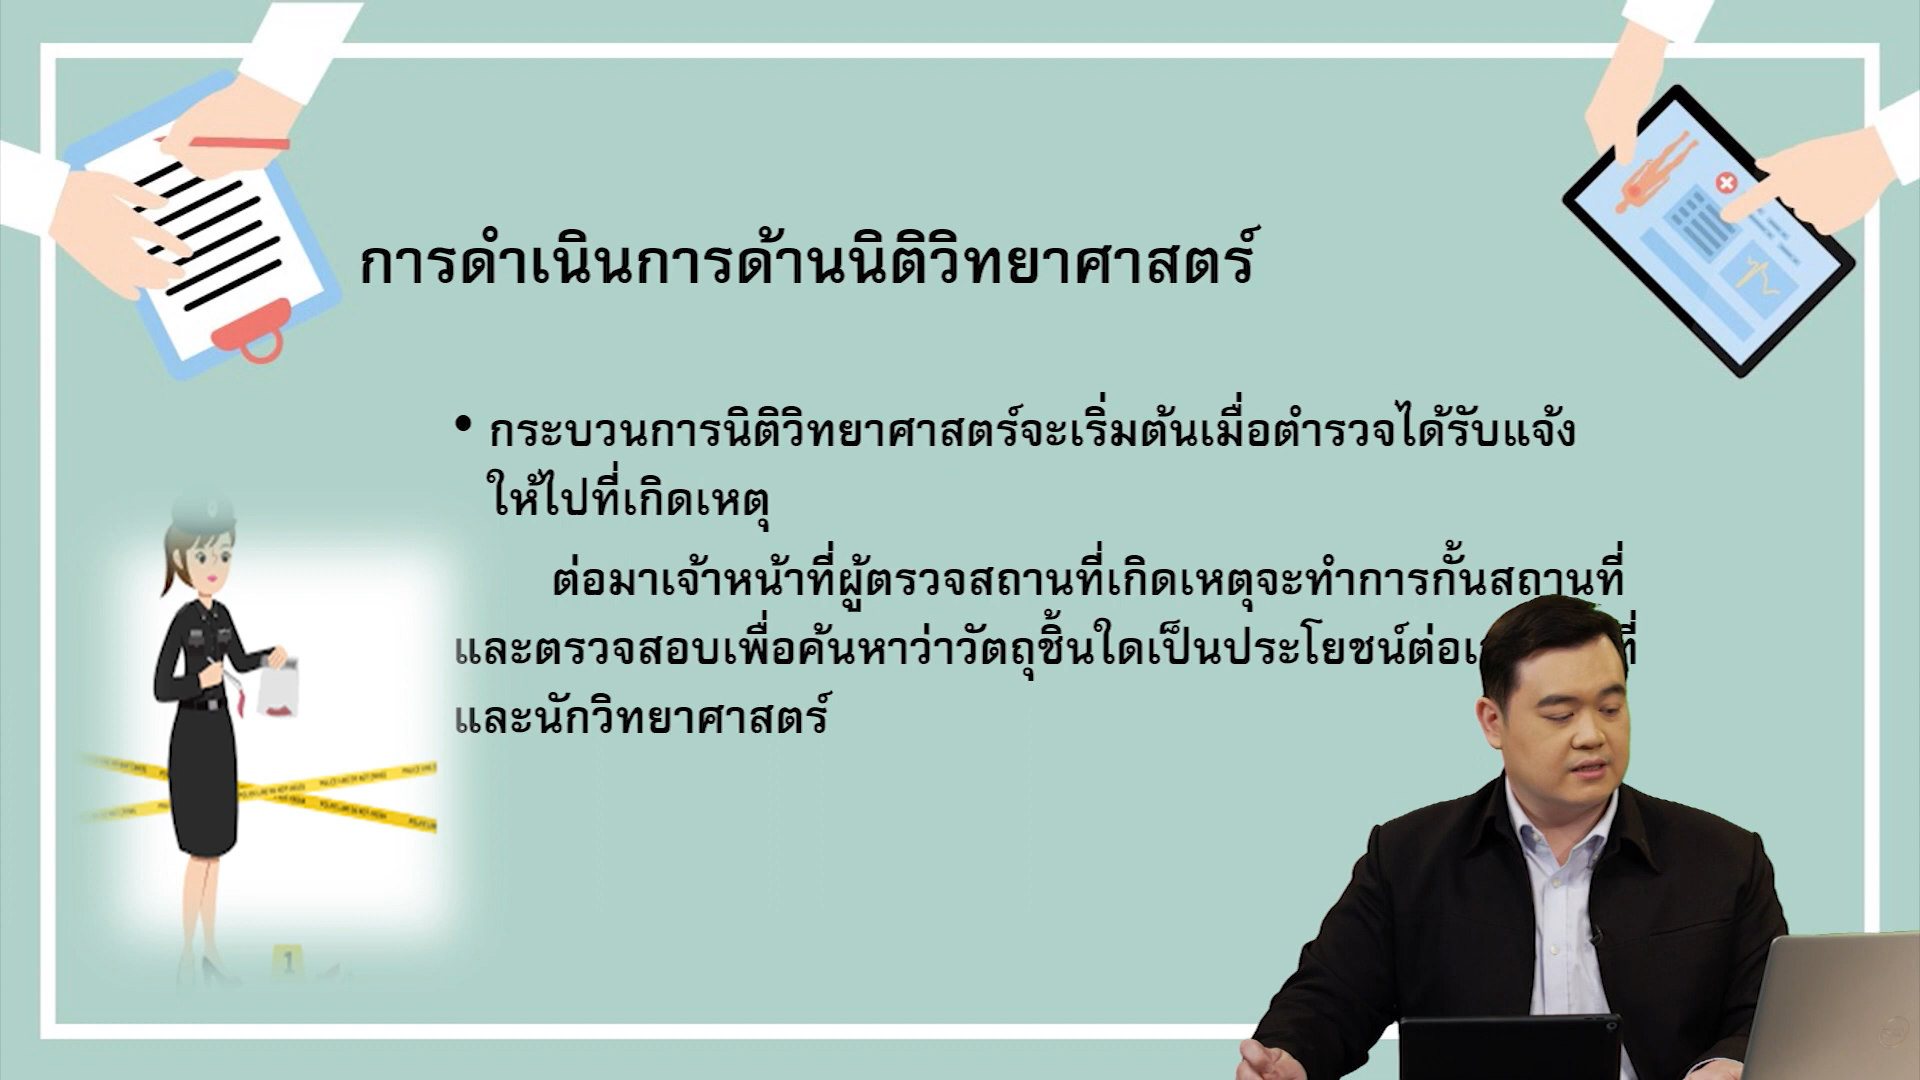 การดำเนินการด้านนิติวิทยาศาสตร์
• กระบวนการนิติวิทยาศาสตร์จะเริ่มต้นเมื่อตำรวจได้รับแจ้ง
ให้ไปที่เกิดเหตุ
ต่อมาเจ้าหน้าที่ผู้ตรวจสถานที่เกิดเหตุจะทำการกั้นสถานที่
และตรวจสอบเพื่อค้นหาว่าวัตถุชิ้นใดเป็นประโยชน์ต่อ
และนักวิทยาศาสตร์
1